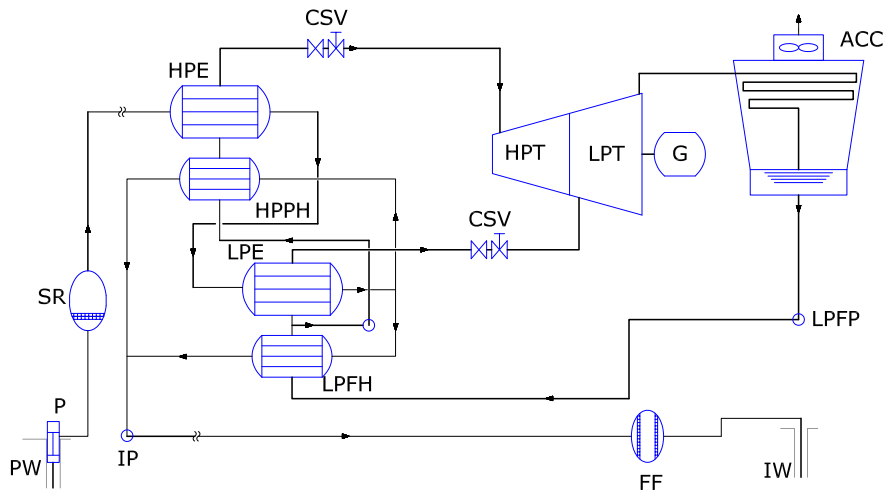 CSV
ACC
HPE
HPT
LPT
G
HPPH
CSV
LPE
SR
LPFP
LPFH
P
PW
IP
FF
IW